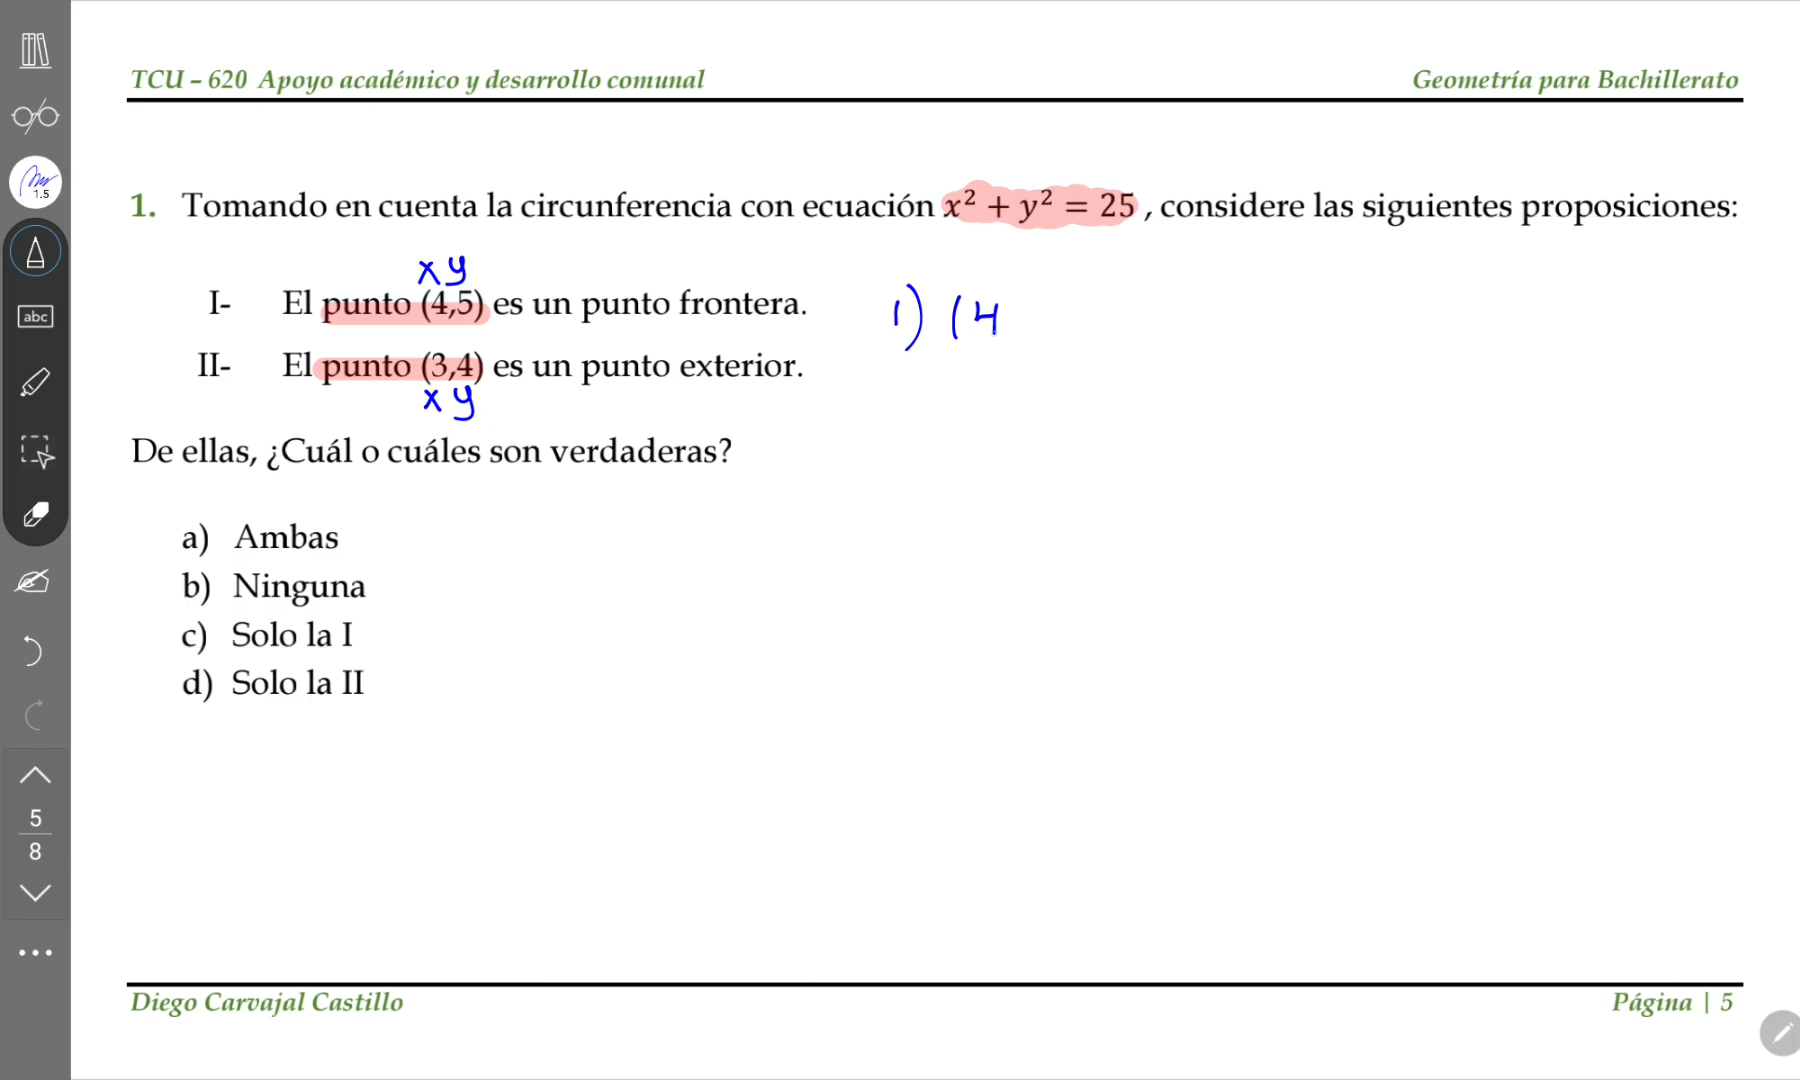 TCU – 620 Apoyo académico y desarrollo comunal
Geometría para Bachillerato
1.5
1. Tomando en cuenta la circunferencia con ecuación x² + y² = 25 , considere las siguientes proposiciones:
x y
I- El punto (4,5) es un punto frontera.
1) (4
abc
II- El punto (3,4) es un punto exterior.
x y
De ellas, ¿Cuál o cuáles son verdaderas?
a) Ambas
b) Ninguna
c) Solo la I
d) Solo la II
5
8
Diego Carvajal Castillo
Página | 5